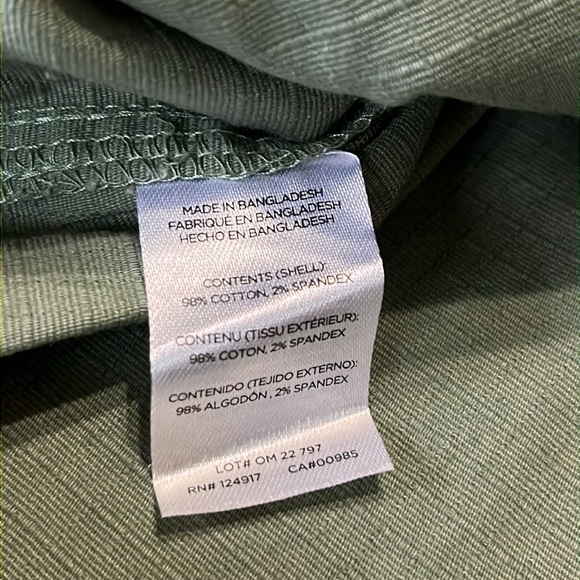 MADE IN BANGLADESH
FABRIQUÉ EN BANGLADESH
HECHO EN BANGLADESH
CONTENTS (SHELL):
98% COTTON, 2% SPANDEX
CONTENU (TISSU EXTÉRIEUR):
98% COTON, 2% SPANDEX
CONTENIDO (TEJIDO EXTERNO):
98% ALGODÓN, 2% SPANDEX
LOT# OM 22 797
RN# 124917 CA#00985